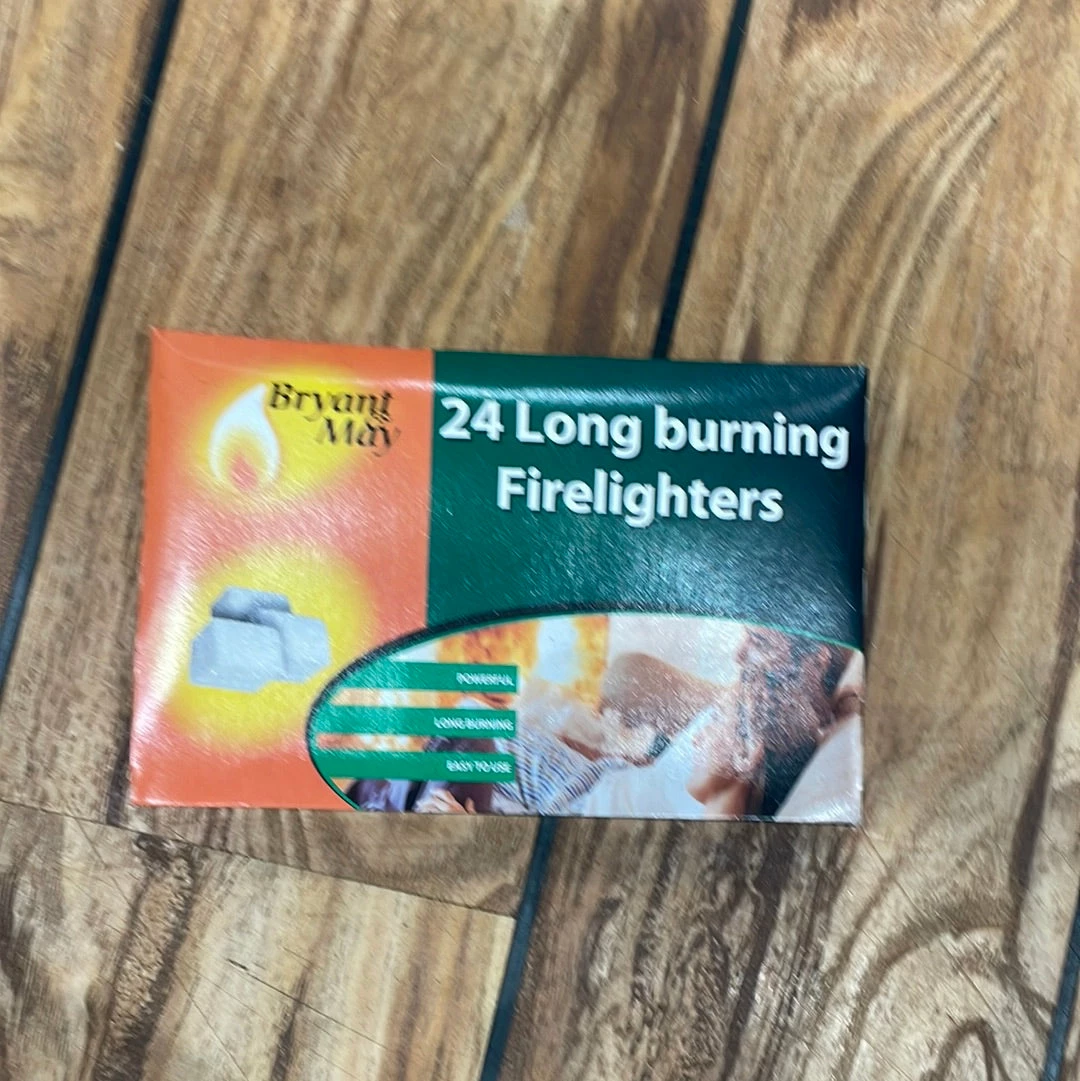 Bryant
May
24 Long burning
Firelighters
POWERFUL
LONG BURNING
EASY TO USE